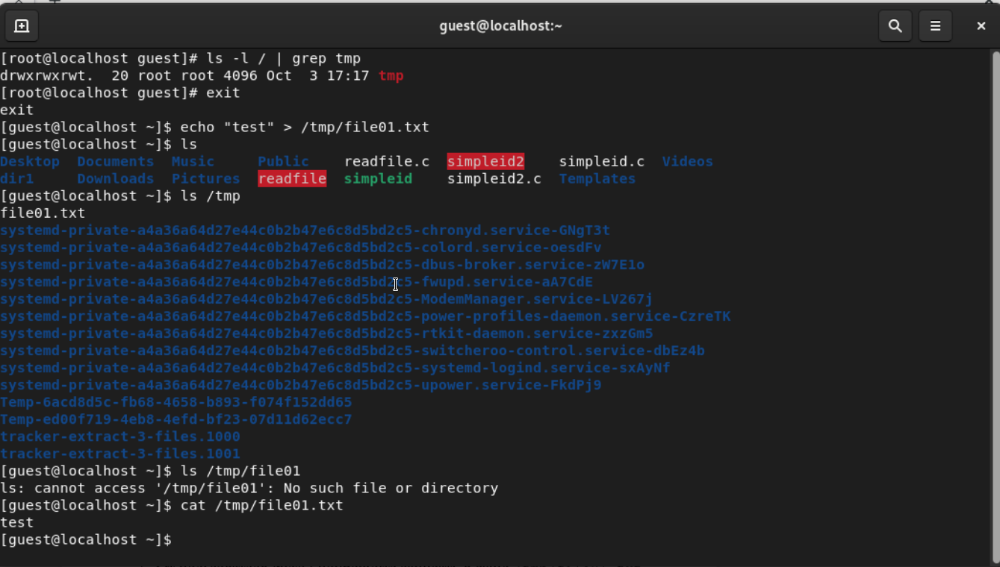 guest@localhost:~
[root@localhost guest]# ls -l / | grep tmp
drwxrwxrwt.  20 root root 4096 Oct  3 17:17 tmp
[root@localhost guest]# exit
exit
[guest@localhost ~]$ echo "test" > /tmp/file01.txt
[guest@localhost ~]$ ls
Desktop  Documents  Music     Public    readfile.c  simpleid2    simpleid.c  Videos
dir1     Downloads  Pictures  readfile  simpleid    simpleid2.c  Templates
[guest@localhost ~]$ ls /tmp
file01.txt
systemd-private-a4a36a64d27e44c0b2b47e6c8d5bd2c5-chronyd.service-GNgT3t
systemd-private-a4a36a64d27e44c0b2b47e6c8d5bd2c5-colord.service-oesdFv
systemd-private-a4a36a64d27e44c0b2b47e6c8d5bd2c5-dbus-broker.service-zW7E1o
systemd-private-a4a36a64d27e44c0b2b47e6c8d5bd2c5-fwupd.service-aA7CdE
systemd-private-a4a36a64d27e44c0b2b47e6c8d5bd2c5-ModemManager.service-LV267j
systemd-private-a4a36a64d27e44c0b2b47e6c8d5bd2c5-power-profiles-daemon.service-CzreTK
systemd-private-a4a36a64d27e44c0b2b47e6c8d5bd2c5-rtkit-daemon.service-zxzGm5
systemd-private-a4a36a64d27e44c0b2b47e6c8d5bd2c5-switcheroo-control.service-dbEz4b
systemd-private-a4a36a64d27e44c0b2b47e6c8d5bd2c5-systemd-logind.service-sxAyNf
systemd-private-a4a36a64d27e44c0b2b47e6c8d5bd2c5-upower.service-FkdPj9
Temp-6acd8d5c-fb68-4658-b893-f074f152dd65
Temp-ed00f719-4eb8-4efd-bf23-07d11d62ecc7
tracker-extract-3-files.1000
tracker-extract-3-files.1001
[guest@localhost ~]$ ls /tmp/file01
ls: cannot access '/tmp/file01': No such file or directory
[guest@localhost ~]$ cat /tmp/file01.txt
test
[guest@localhost ~]$